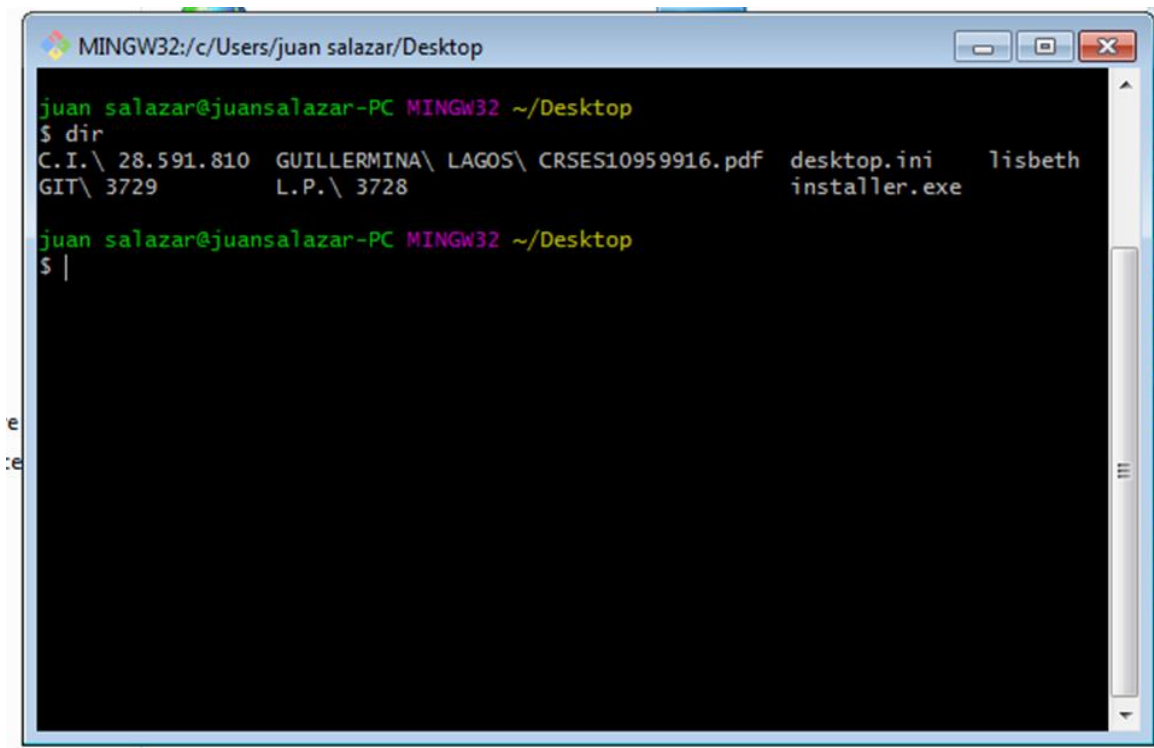 MINGW32:/c/Users/juan salazar/Desktop
juan salazar@juansalazar-PC MINGW32 ~/Desktop
$ dir
C.I.\ 28.591.810  GUILLERMINA\ LAGOS\ CRSES10959916.pdf  desktop.ini    lisbeth
GIT\ 3729         L.P.\ 3728                             installer.exe
juan salazar@juansalazar-PC MINGW32 ~/Desktop
$